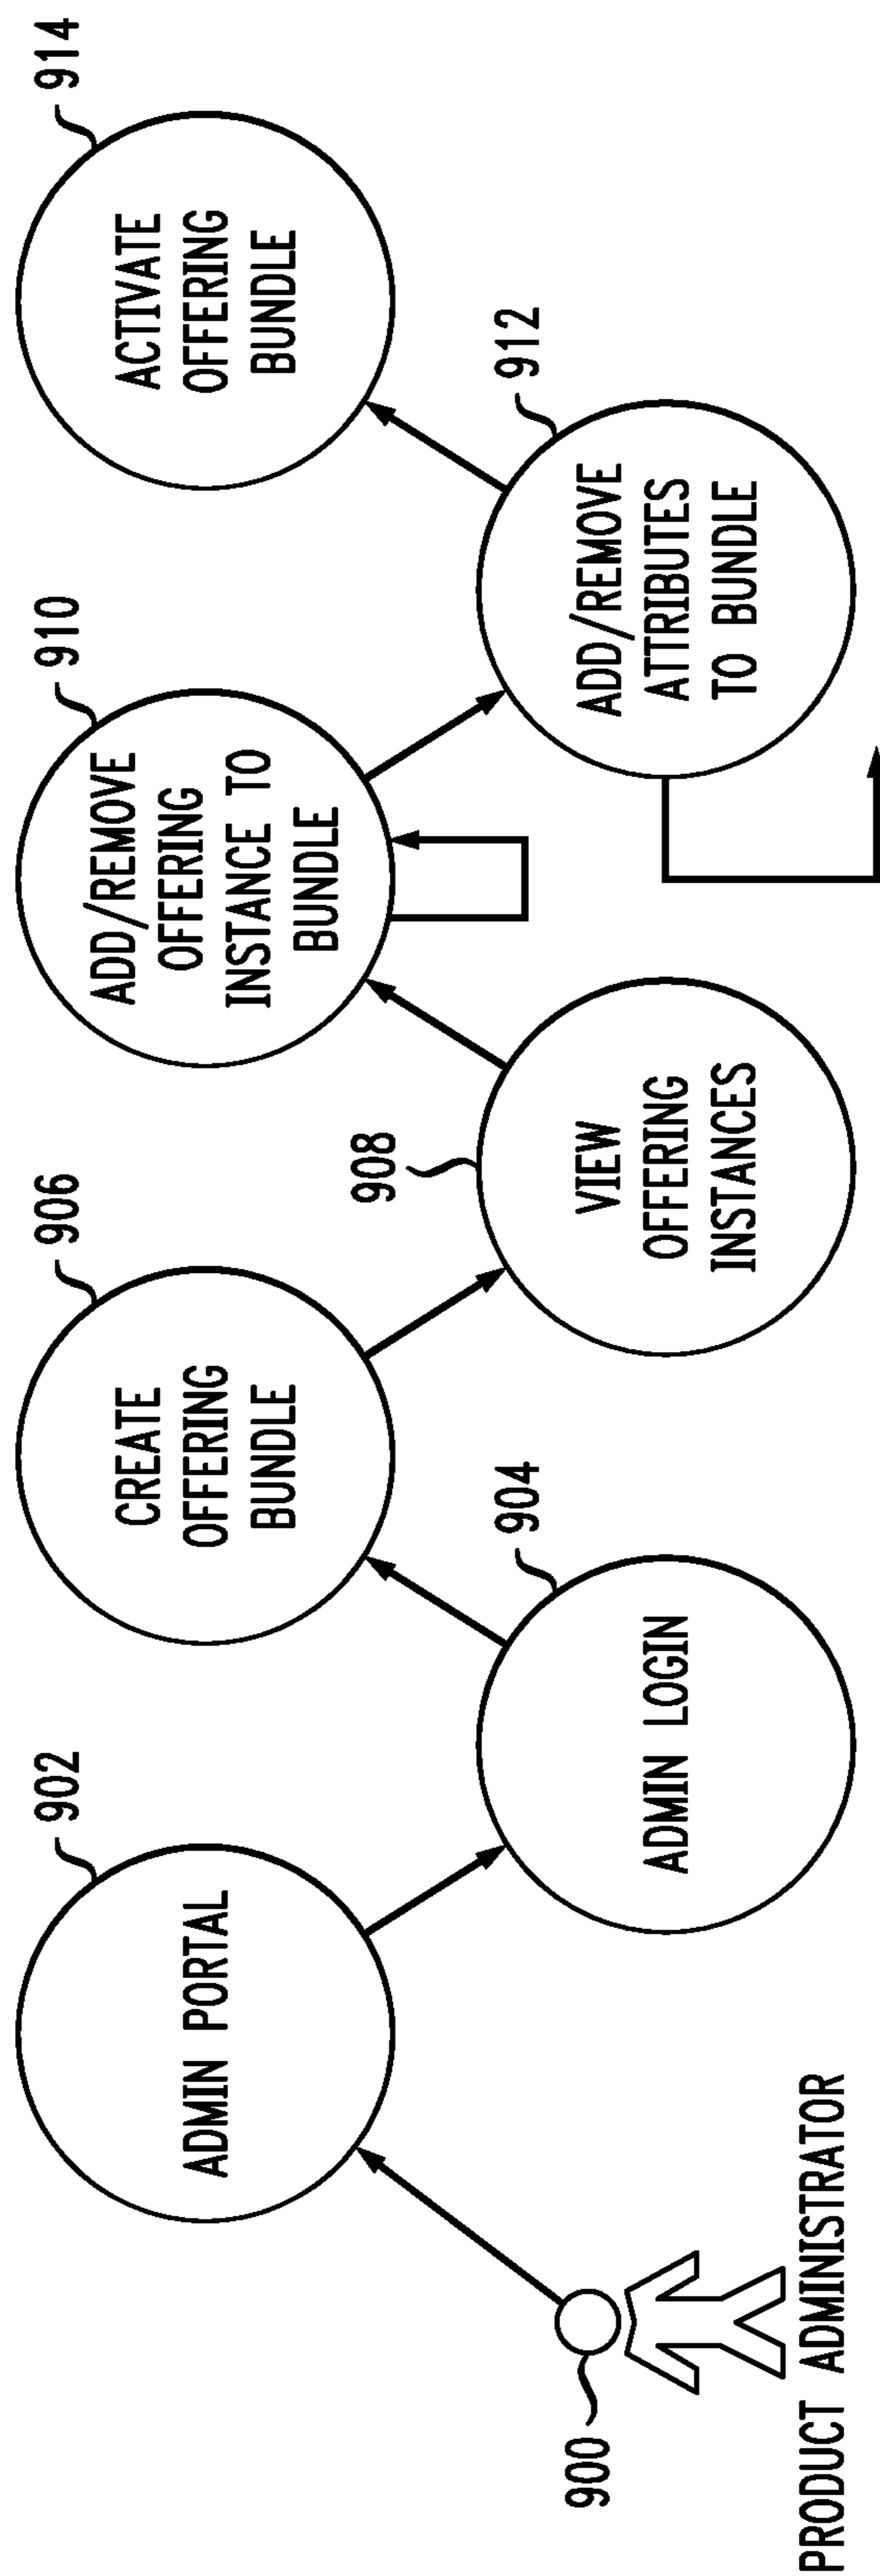 900
PRODUCT ADMINISTRATOR
902
ADMIN PORTAL
904
ADMIN LOGIN
906
CREATE
OFFERING
BUNDLE
908
VIEW
OFFERING
INSTANCES
910
ADD/REMOVE
OFFERING
INSTANCE TO
BUNDLE
912
ADD/REMOVE
ATTRIBUTES
TO BUNDLE
914
ACTIVATE
OFFERING
BUNDLE